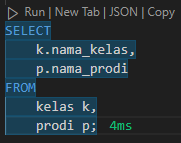 Run | New Tab | JSON | Copy
SELECT
k.nama_kelas,
p.nama_prodi
FROM
kelas k,
prodi p; 4ms